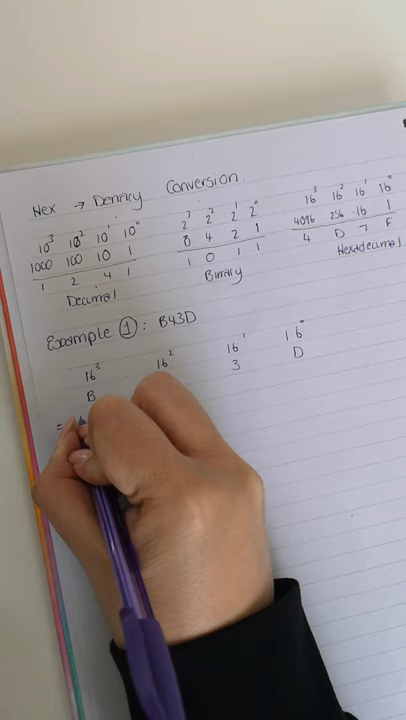 Hex → Denary Conversion.
10³ 10² 10¹ 10⁰
1000 100 10 1
1 2 4 1
Decimal
2³ 2² 2¹ 2⁰
8 4 2 1
1 0 1 1
Binary
16³ 16² 16¹ 16⁰
4096 256 16 1
4 D 7 F
Hexadecimal
Example ①: B43D
16³ 16² 16¹ 16⁰
B 3 D
=